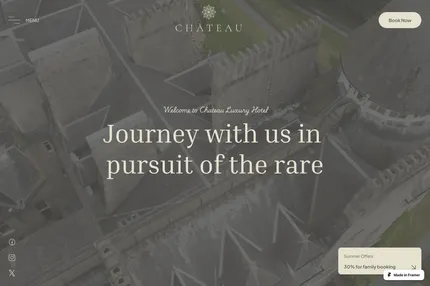 MENU
CHÂTEAU
Book Now
Welcome to Chateau Luxury Hotel
Journey with us in
pursuit of the rare
Summer Offers
30% for family booking
Made in Framer